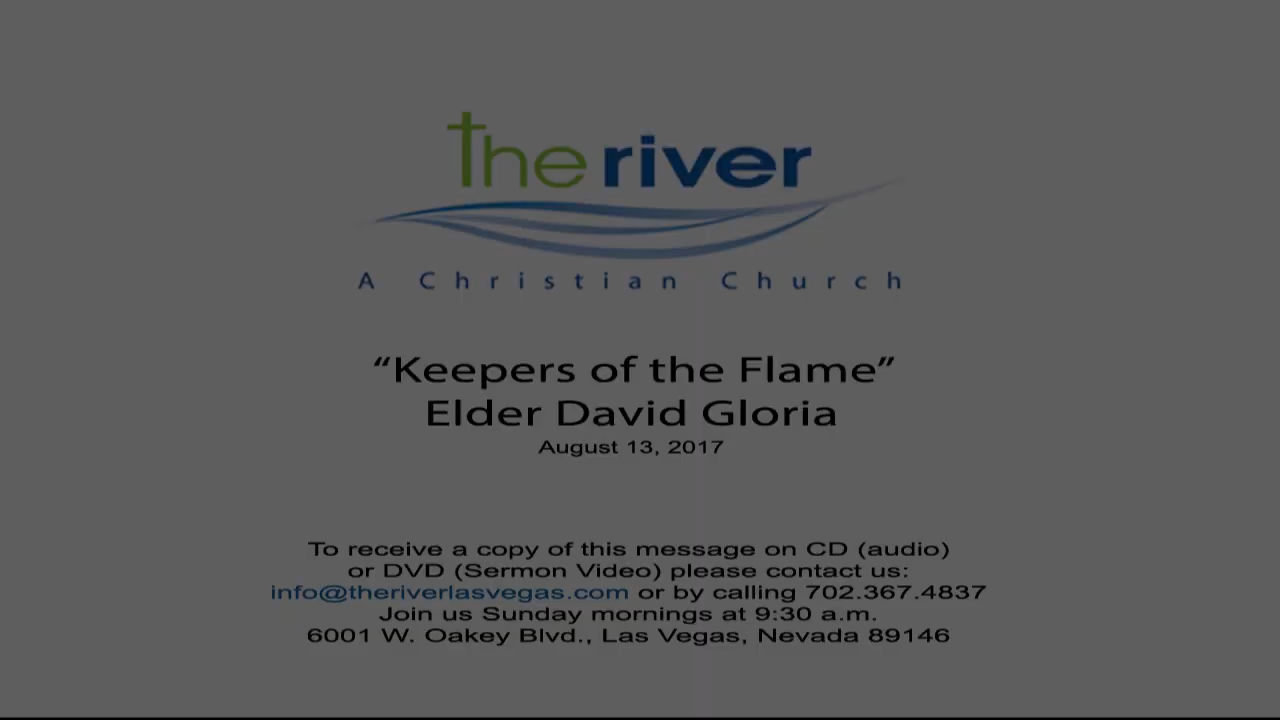 the river
A Christian Church
“Keepers of the Flame”
Elder David Gloria
August 13, 2017
To receive a copy of this message on CD (audio)
or DVD (Sermon Video) please contact us:
info@theriverlasvegas.com or by calling 702.367.4837
Join us Sunday mornings at 9:30 a.m.
6001 W. Oakey Blvd., Las Vegas, Nevada 89146